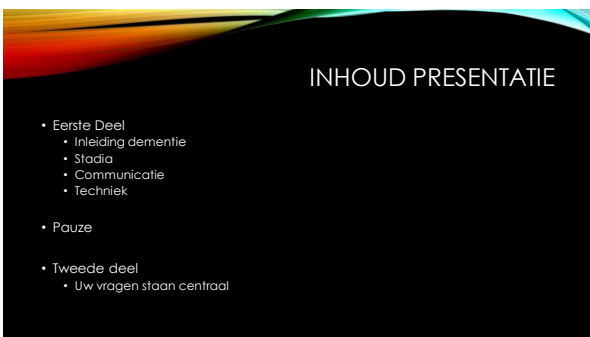 INHOUD PRESENTATIE
• Eerste Deel
• Inleiding dementie
• Stadia
• Communicatie
• Techniek
• Pauze
• Tweede deel
• Uw vragen staan centraal